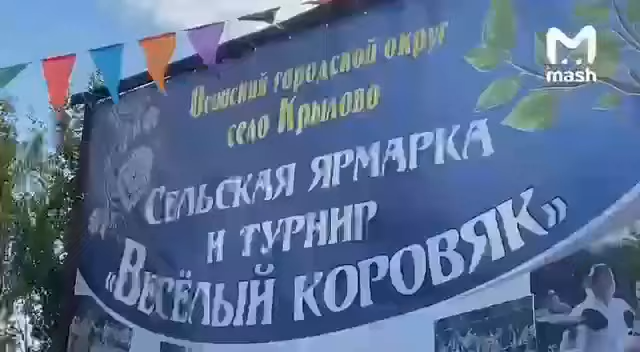 mash
Осинский городской округ
село Крылово
Сельская ярмарка
и турнир
«Весёлый коровяк»